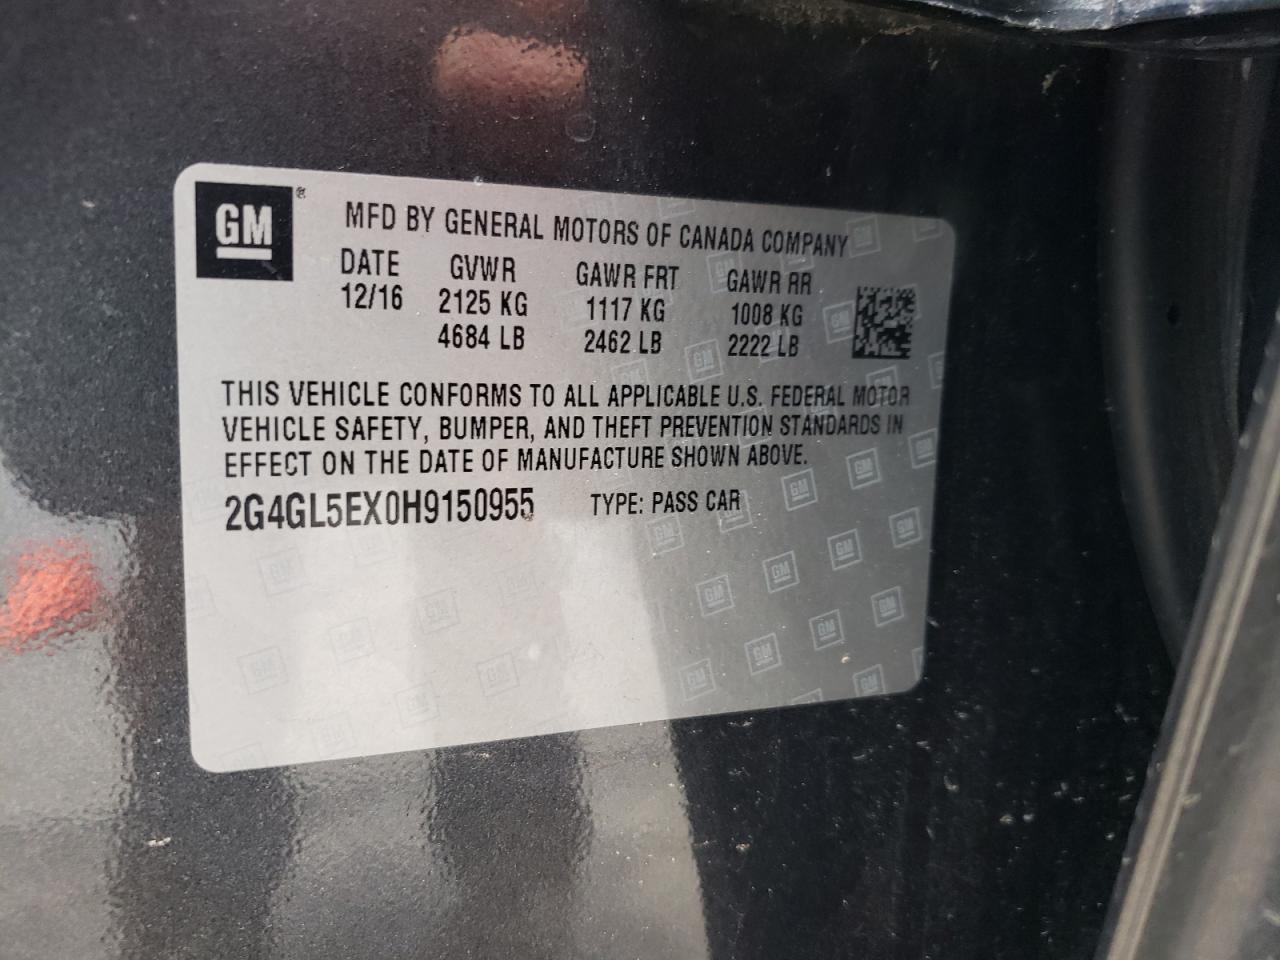 GM ®
MFD BY GENERAL MOTORS OF CANADA COMPANY
DATE GVWR GAWR FRT GAWR RR
12/16 2125 KG 1117 KG 1008 KG
4684 LB 2462 LB 2222 LB
THIS VEHICLE CONFORMS TO ALL APPLICABLE U.S. FEDERAL MOTOR
VEHICLE SAFETY, BUMPER, AND THEFT PREVENTION STANDARDS IN
EFFECT ON THE DATE OF MANUFACTURE SHOWN ABOVE.
2G4GL5EX0H9150955 TYPE: PASS CAR